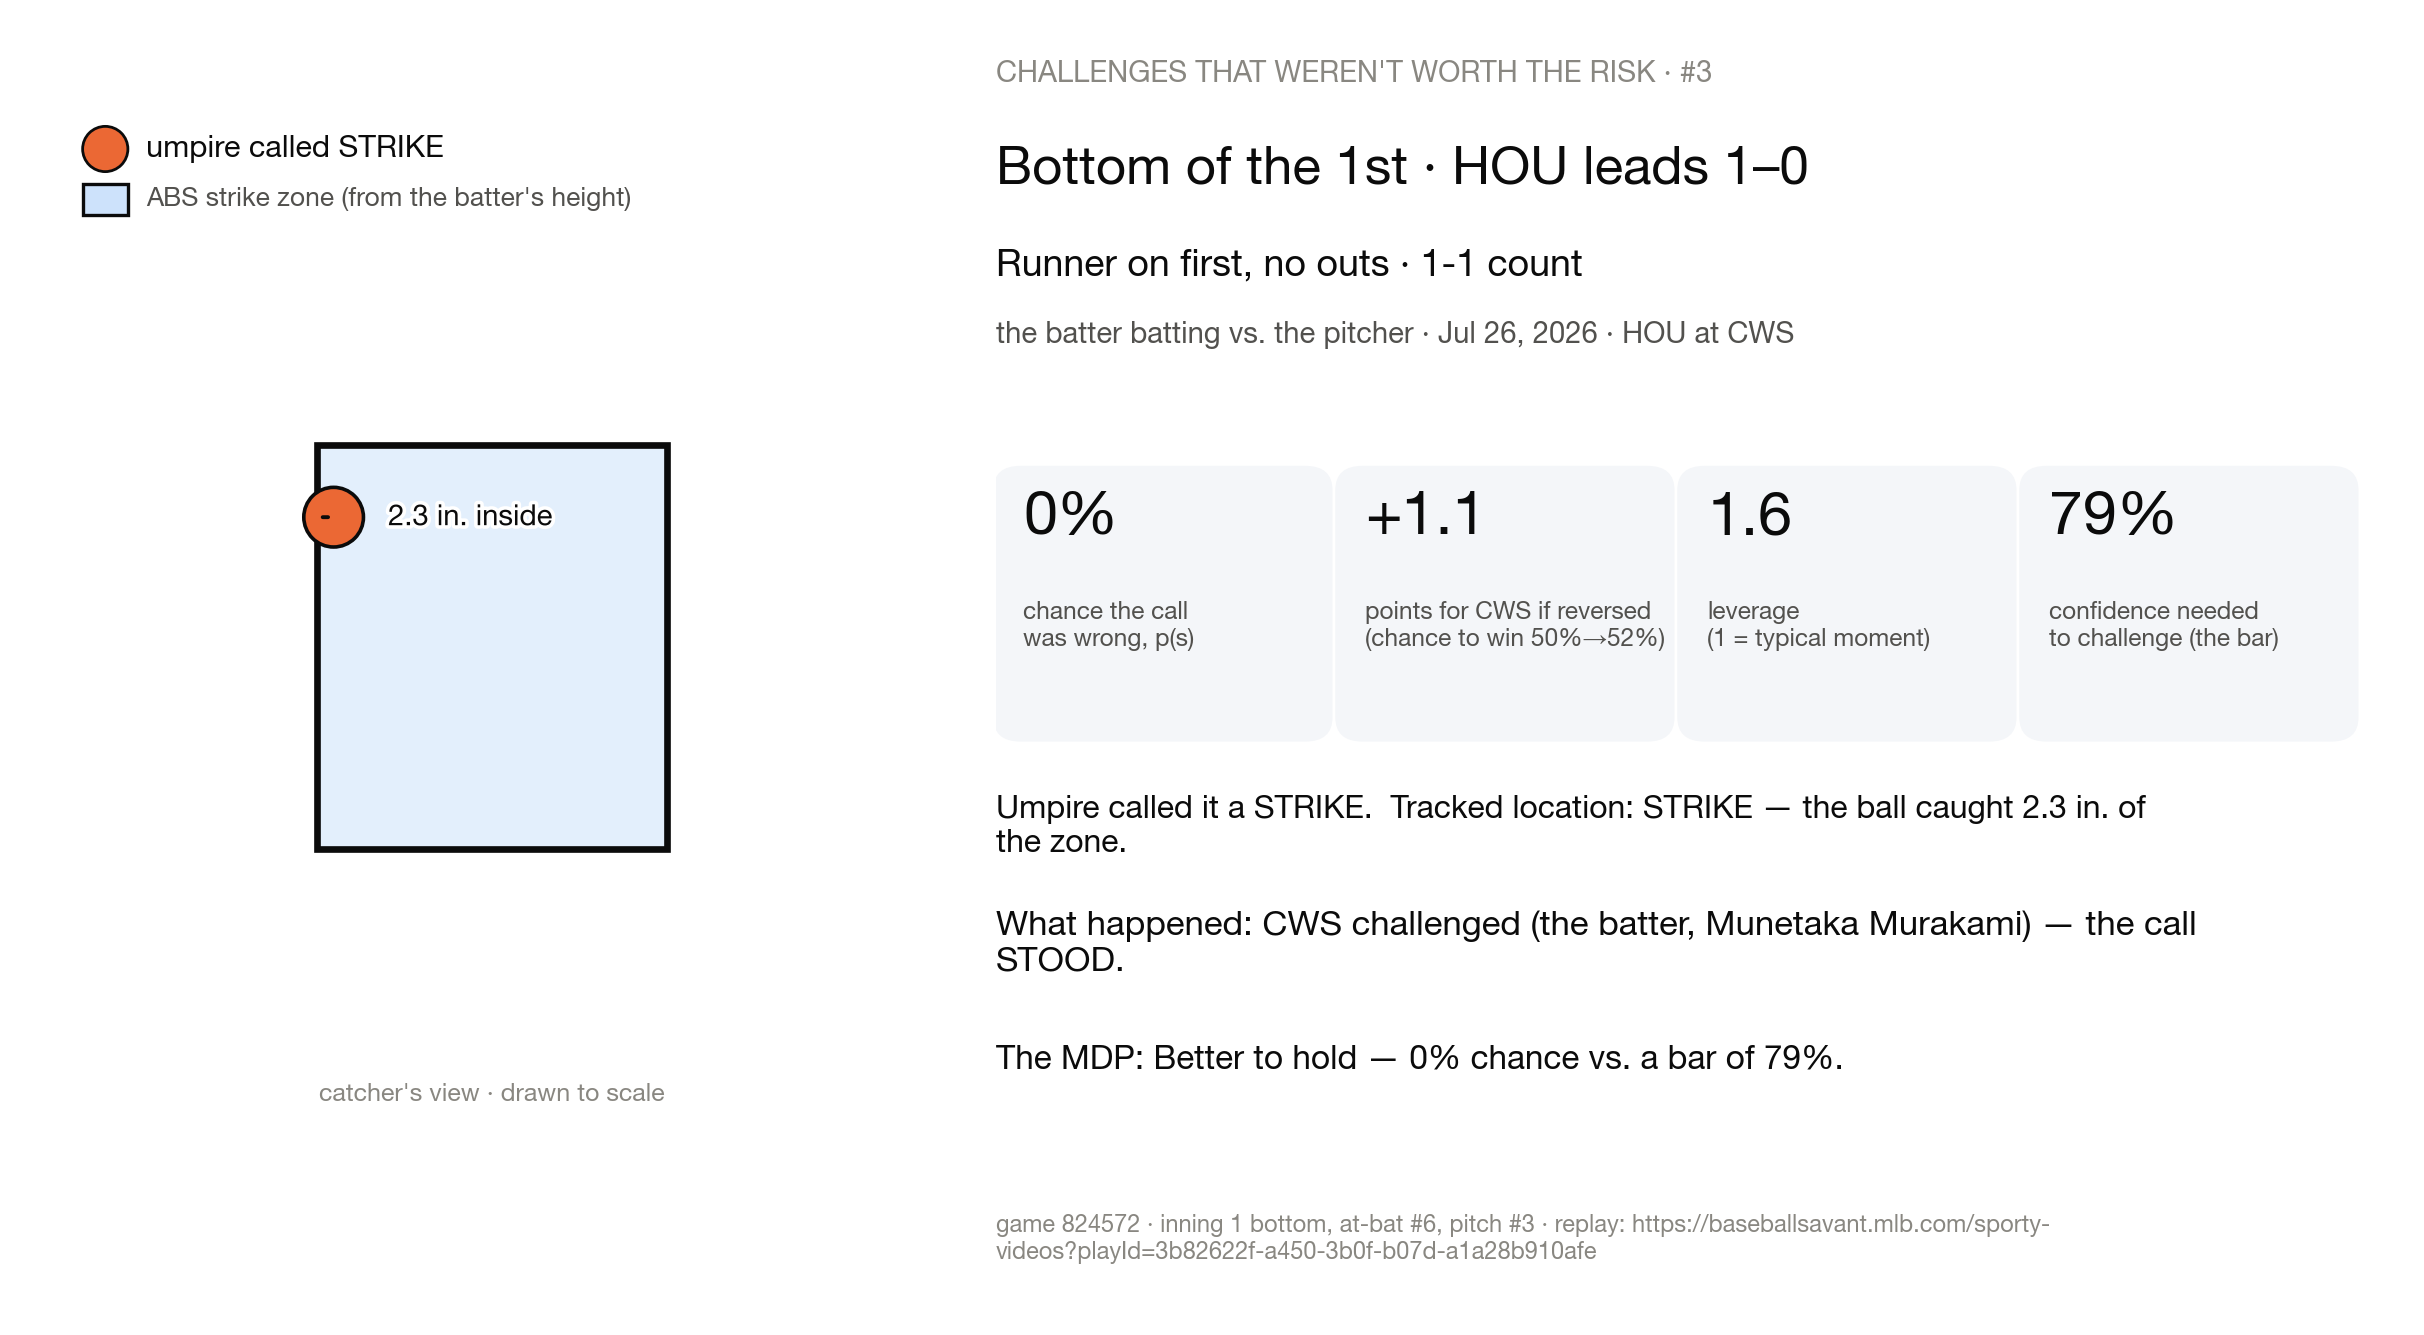 CHALLENGES THAT WEREN'T WORTH THE RISK · #3
umpire called STRIKE
ABS strike zone (from the batter's height)
Bottom of the 1st · HOU leads 1–0
Runner on first, no outs · 1-1 count
the batter batting vs. the pitcher · Jul 26, 2026 · HOU at CWS
2.3 in. inside
catcher's view · drawn to scale
0%
chance the call
was wrong, p(s)
+1.1
points for CWS if reversed
(chance to win 50%→52%)
1.6
leverage
(1 = typical moment)
79%
confidence needed
to challenge (the bar)
Umpire called it a STRIKE.  Tracked location: STRIKE — the ball caught 2.3 in. of
the zone.
What happened: CWS challenged (the batter, Munetaka Murakami) — the call
STOOD.
The MDP: Better to hold — 0% chance vs. a bar of 79%.
game 824572 · inning 1 bottom, at-bat #6, pitch #3 · replay: https://baseballsavant.mlb.com/sporty-
videos?playId=3b82622f-a450-3b0f-b07d-a1a28b910afe